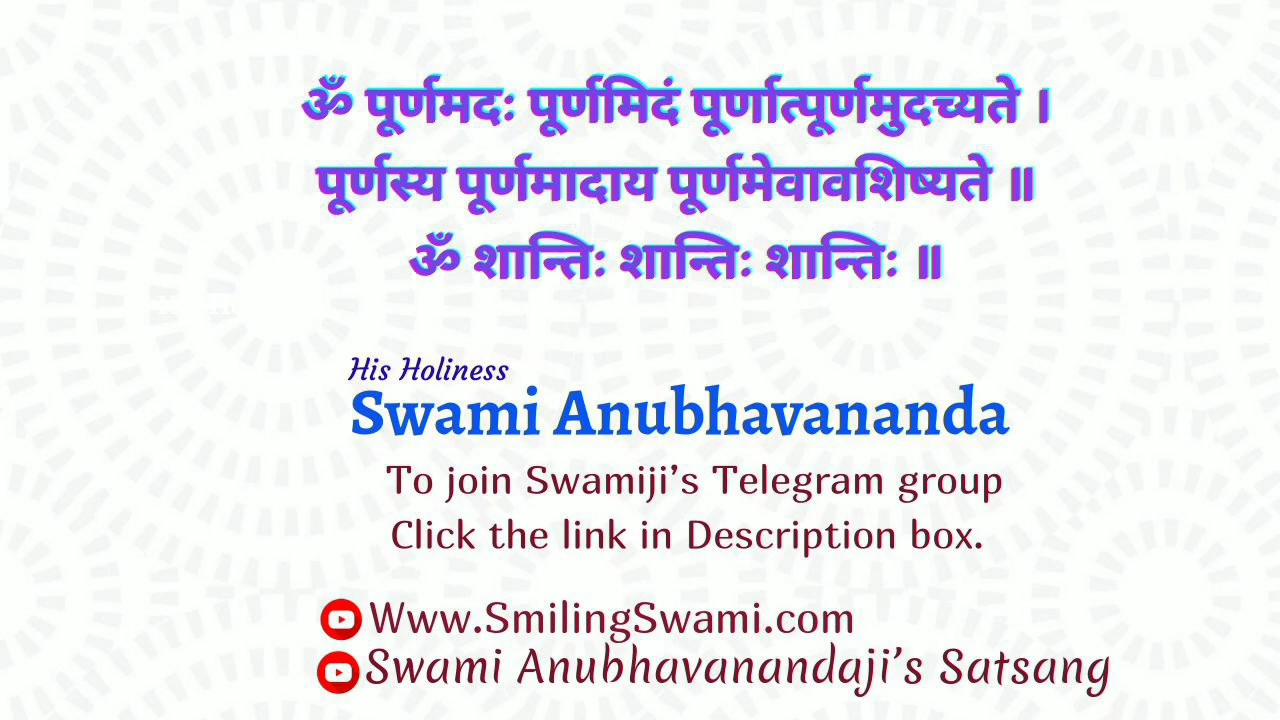 ॐ पूर्णमदः पूर्णमिदं पूर्णात्पूर्णमुदच्यते ।
पूर्णस्य पूर्णमादाय पूर्णमेवावशिष्यते ॥
ॐ शान्तिः शान्तिः शान्तिः ॥
His Holiness
Swami Anubhavananda
To join Swamiji's Telegram group
Click the link in Description box.
Www.SmilingSwami.com
Swami Anubhavanandaji's Satsang